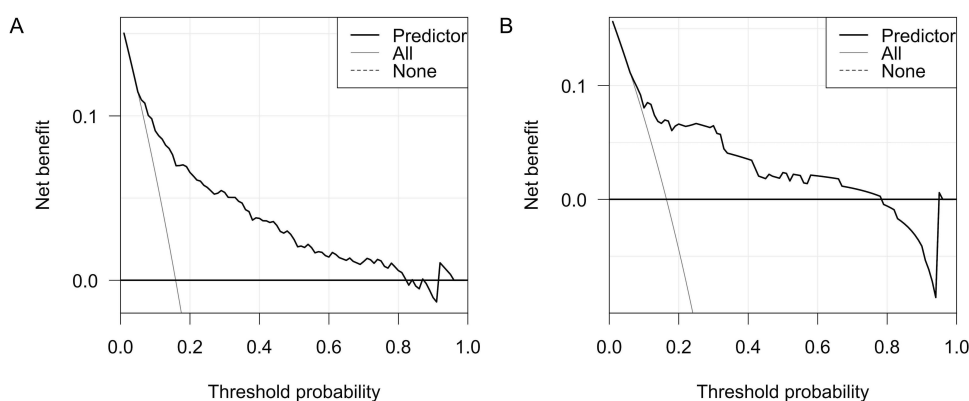 A
Predictor
All
None
0.1
0.0
Net benefit
0.0 0.2 0.4 0.6 0.8 1.0
Threshold probability
B
Predictor
All
None
0.1
0.0
Net benefit
0.0 0.2 0.4 0.6 0.8 1.0
Threshold probability